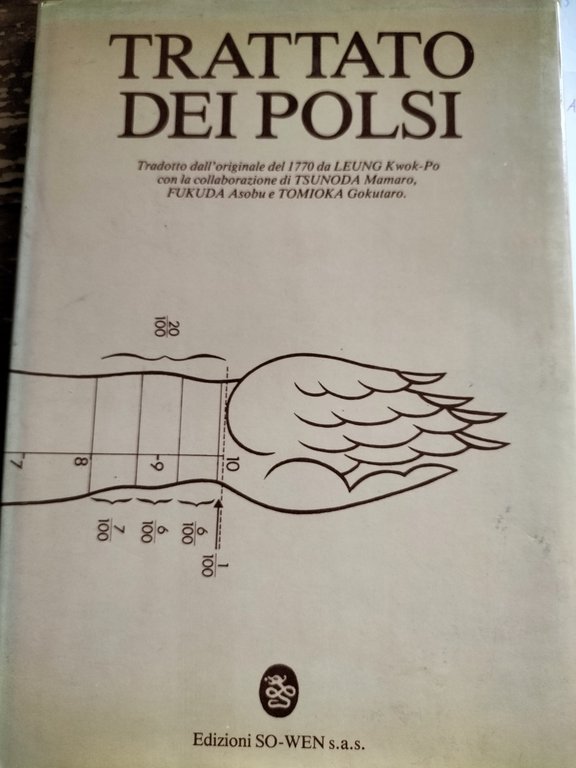 TRATTATO
DEI POLSI
Tradotto dall'originale del 1770 da LEUNG Kwok-Po
con la collaborazione di TSUNODA Mamaro,
FUKUDA Asobu e TOMIOKA Gokutaro.
20
100
7
8
9
10
7
100
6
100
6
100
1
100
Edizioni SO-WEN s.a.s.